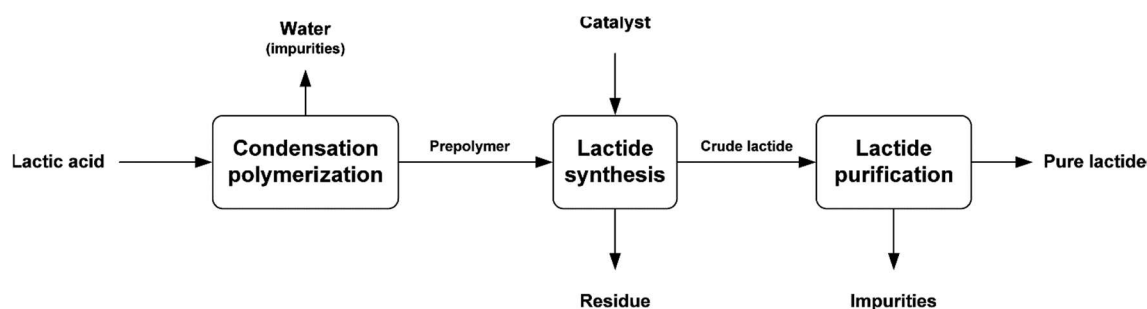 Water
(impurities)
Catalyst
Lactic acid
Condensation
polymerization
Prepolymer
Lactide
synthesis
Crude lactide
Lactide
purification
Pure lactide
Residue
Impurities